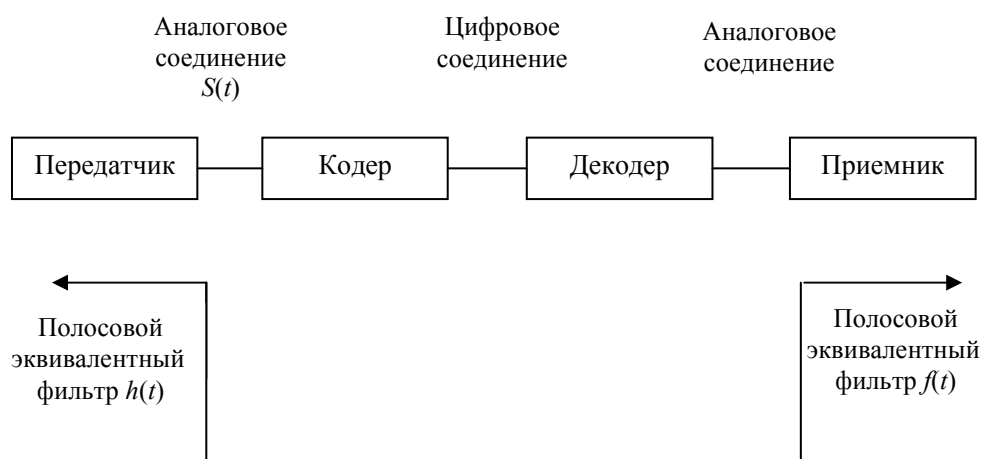 Аналоговое
соединение
S(t)
Цифровое
соединение
Аналоговое
соединение
Передатчик
Кодер
Декодер
Приемник
Полосовой
эквивалентный
фильтр h(t)
Полосовой
эквивалентный
фильтр f(t)